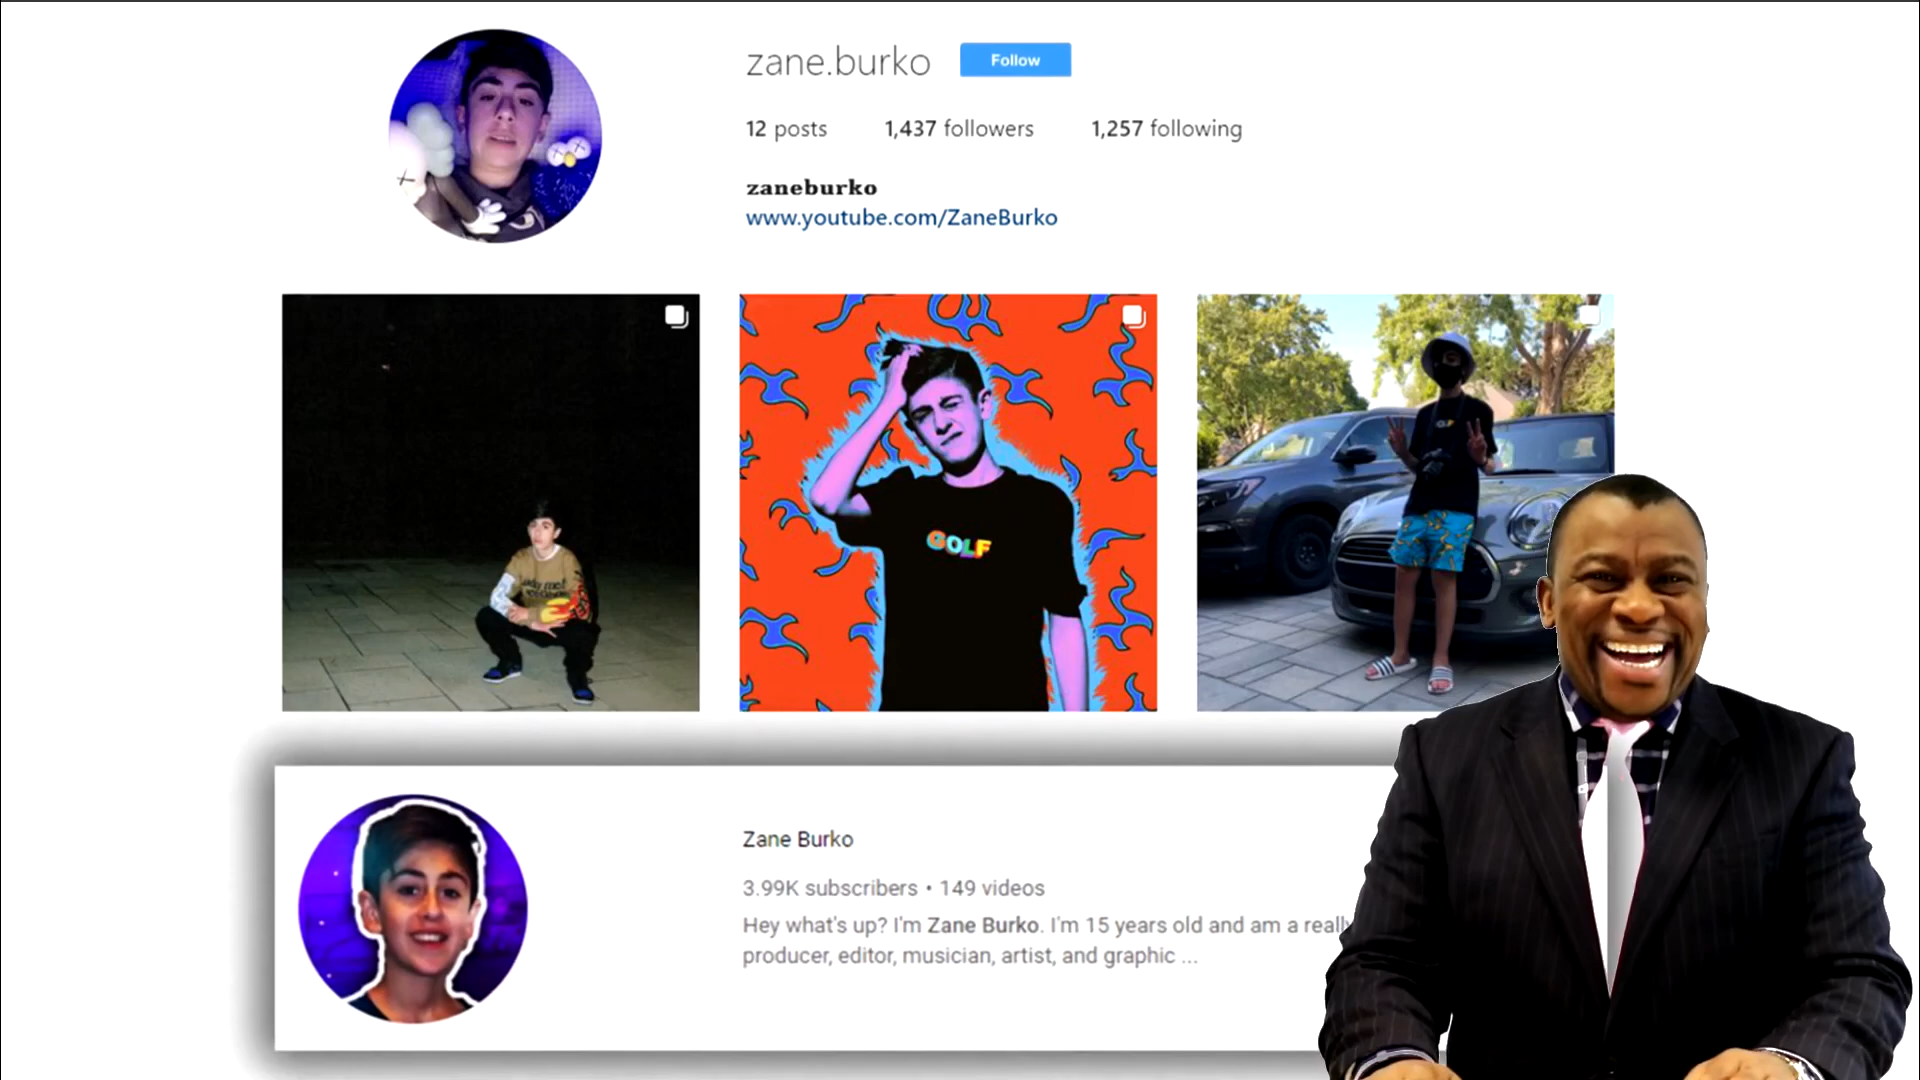 zane.burko Follow
12 posts 1,437 followers 1,257 following
zaneburko
www.youtube.com/ZaneBurko
GOLF
Zane Burko
3.99K subscribers • 149 videos
Hey what's up? I'm Zane Burko. I'm 15 years old and am a really
producer, editor, musician, artist, and graphic ...